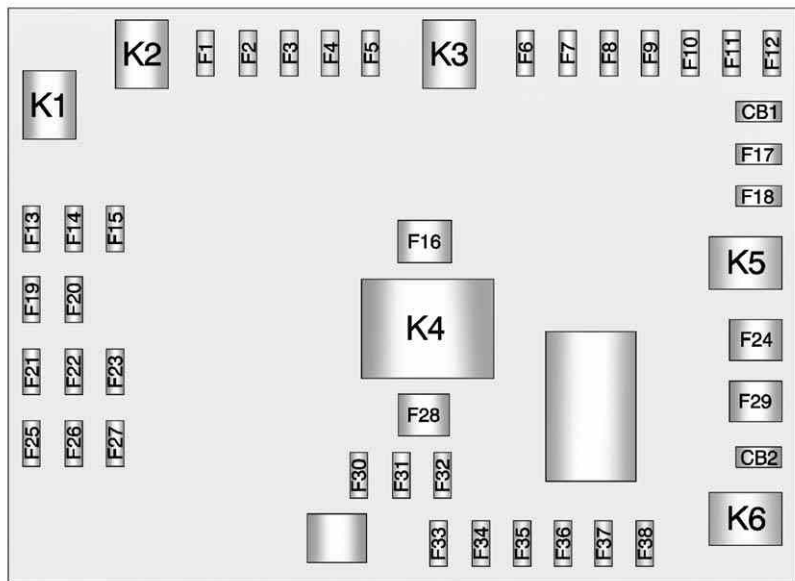 K2 F1 F2 F3 F4 F5 K3 F6 F7 F8 F9 F10 F11 F12
K1
CB1
F17
F18
F13 F14 F15
F16
K5
F19 F20
K4
F24
F21 F22 F23
F28
F29
F25 F26 F27
CB2
F30 F31 F32
K6
F33 F34 F35 F36 F37 F38